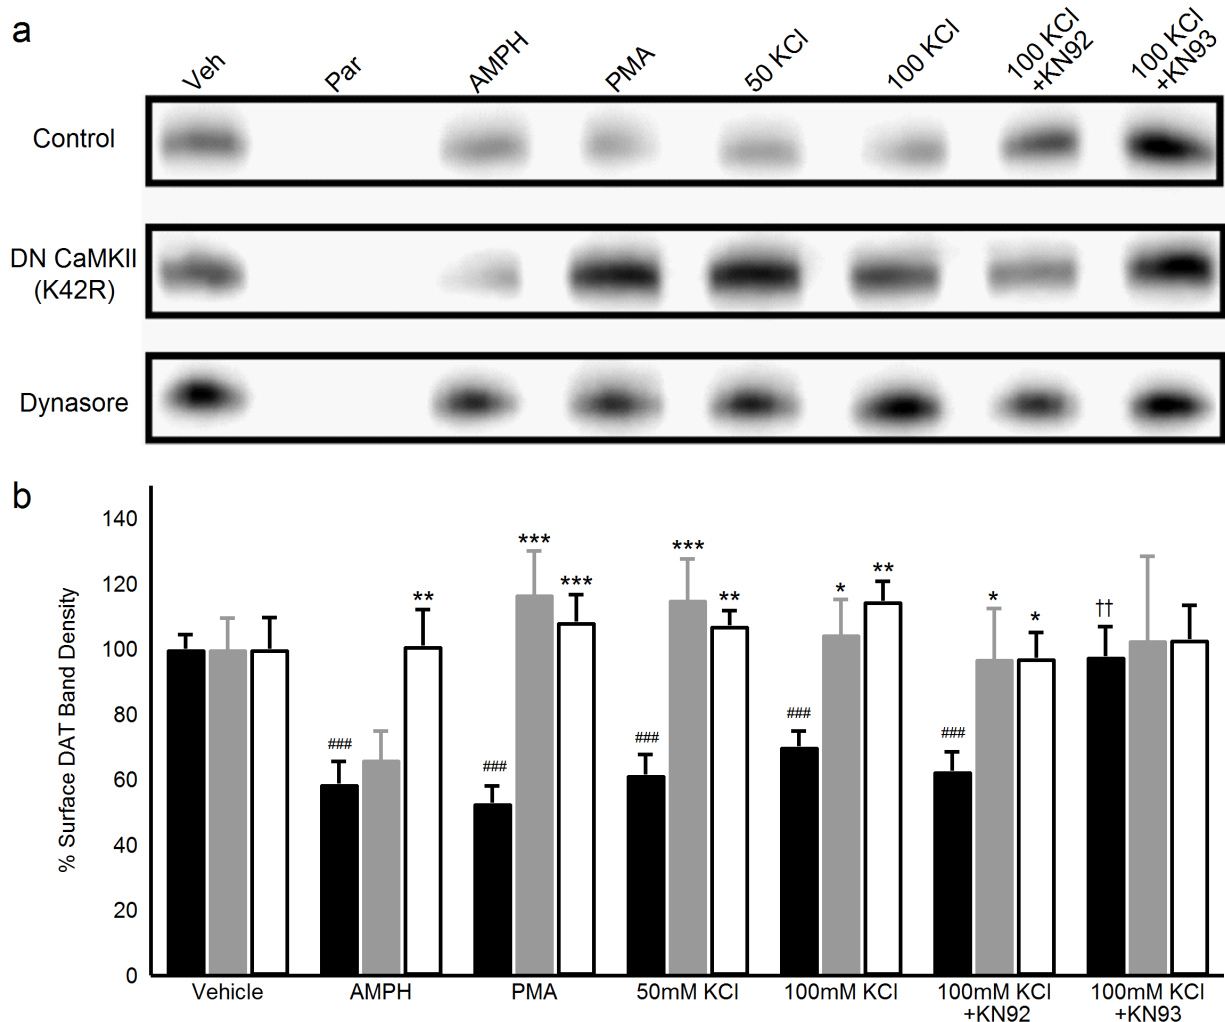 a
Veh
Par
AMPH
PMA
50 KCl
100 KCl
100 KCl
+KN92
100 KCl
+KN93
Control
DN CaMKII
(K42R)
Dynasore
b
% Surface DAT Band Density
140
120
100
80
60
40
20
0
###
**
###
***
***
###
***
**
###
*
**
###
*
*
††
Vehicle
AMPH
PMA
50mM KCl
100mM KCl
100mM KCl
+KN92
100mM KCl
+KN93